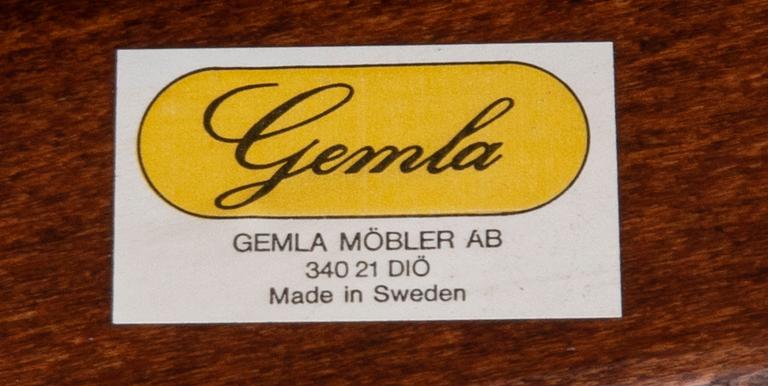 Gemla
GEMLA MÖBLER AB
340 21 DIÖ
Made in Sweden